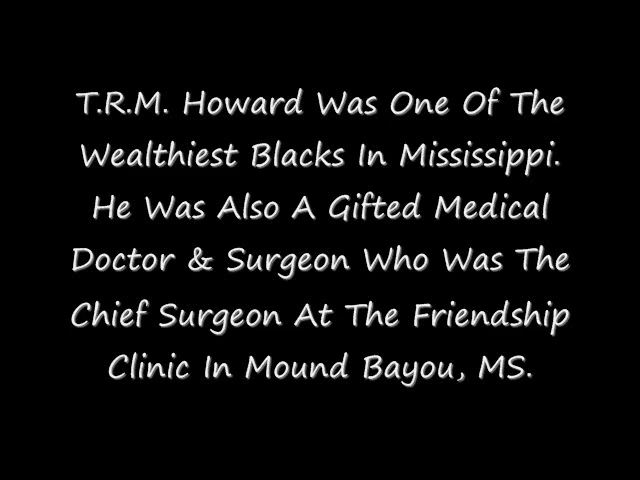 T.R.M. Howard Was One Of The
Wealthiest Blacks In Mississippi.
He Was Also A Gifted Medical
Doctor & Surgeon Who Was The
Chief Surgeon At The Friendship
Clinic In Mound Bayou, MS.